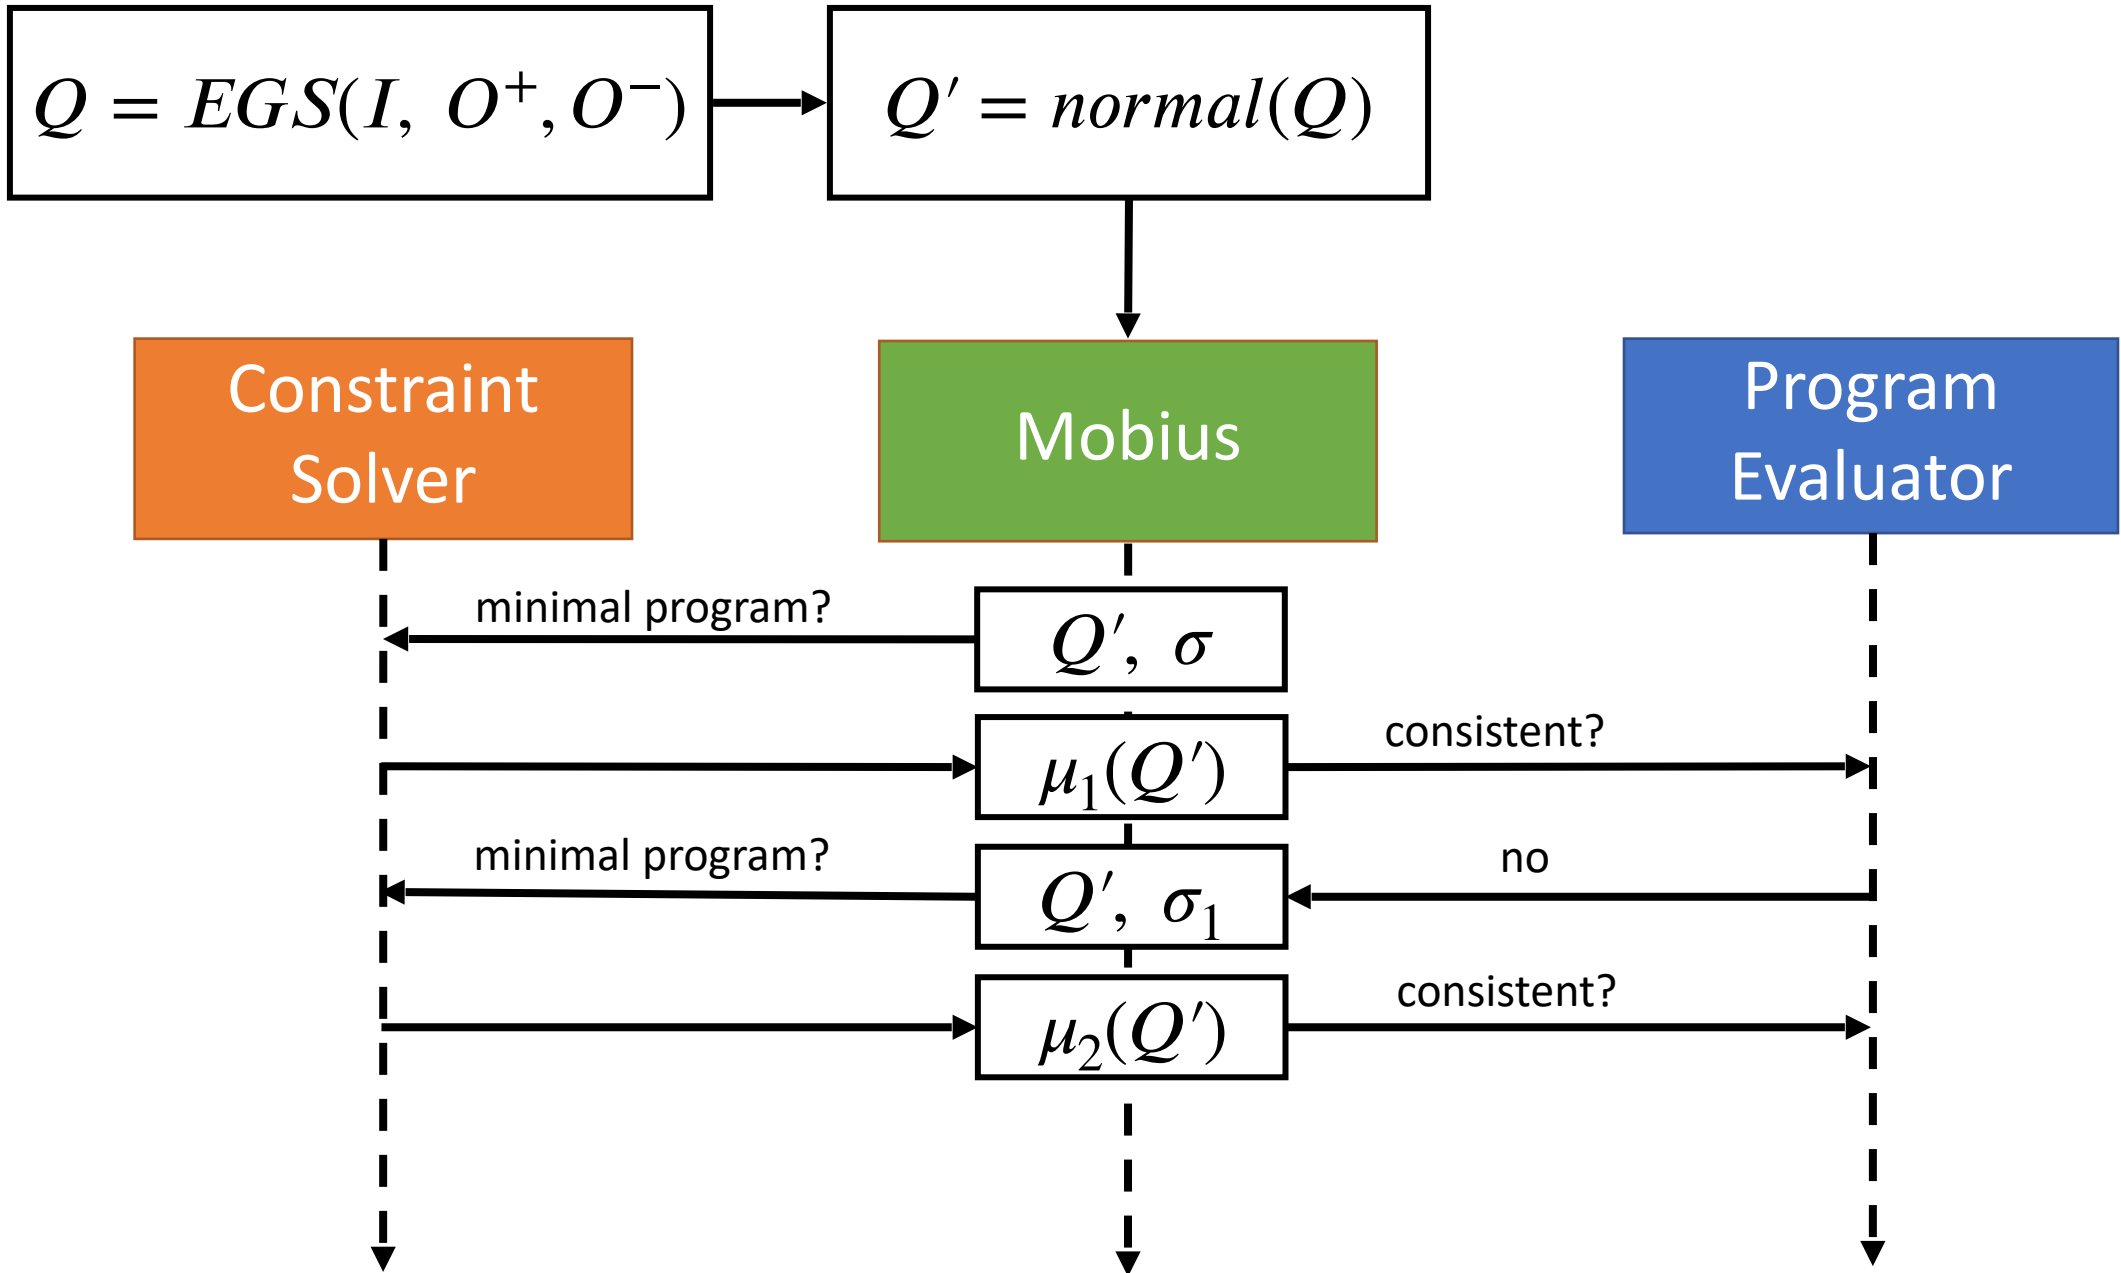 Q = EGS(I, O⁺, O⁻)
Q′ = normal(Q)
Constraint
Solver
Mobius
Program
Evaluator
minimal program?
Q′, σ
μ₁(Q′)
consistent?
minimal program?
Q′, σ₁
no
μ₂(Q′)
consistent?